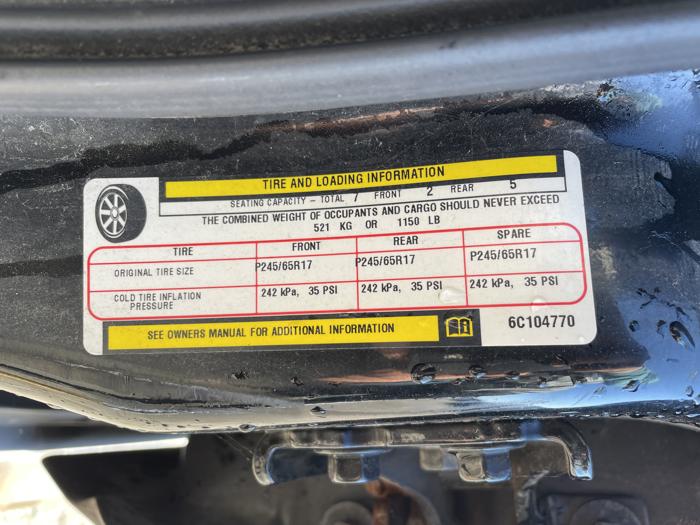 TIRE AND LOADING INFORMATION
SEATING CAPACITY - TOTAL 7 FRONT 2 REAR 5
THE COMBINED WEIGHT OF OCCUPANTS AND CARGO SHOULD NEVER EXCEED
521 KG OR 1150 LB
TIRE FRONT REAR SPARE
ORIGINAL TIRE SIZE P245/65R17 P245/65R17 P245/65R17
COLD TIRE INFLATION PRESSURE 242 kPa, 35 PSI 242 kPa, 35 PSI 242 kPa, 35 PSI
SEE OWNERS MANUAL FOR ADDITIONAL INFORMATION 6C104770